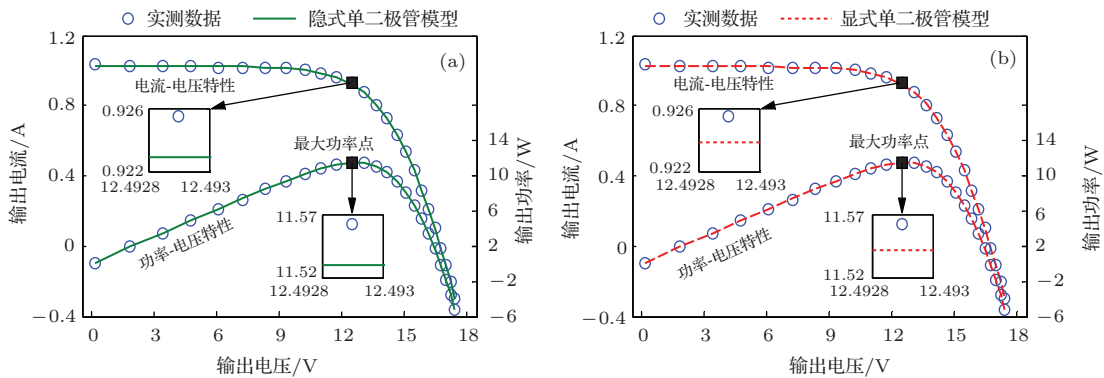 实测数据
隐式单二极管模型
1.2
0.8
0.4
0
−0.4
输出电流/A
(a)
电流-电压特性
0.926
0.922
12.4928
12.493
最大功率点
11.57
11.52
12.4928
12.493
功率-电压特性
14
10
6
2
−2
−6
输出功率/W
0 3 6 9 12 15 18
输出电压/V
实测数据
显式单二极管模型
1.2
0.8
0.4
0
−0.4
输出电流/A
(b)
电流-电压特性
0.926
0.922
12.4928
12.493
最大功率点
11.57
11.52
12.4928
12.493
功率-电压特性
14
10
6
2
−2
−6
输出功率/W
0 3 6 9 12 15 18
输出电压/V